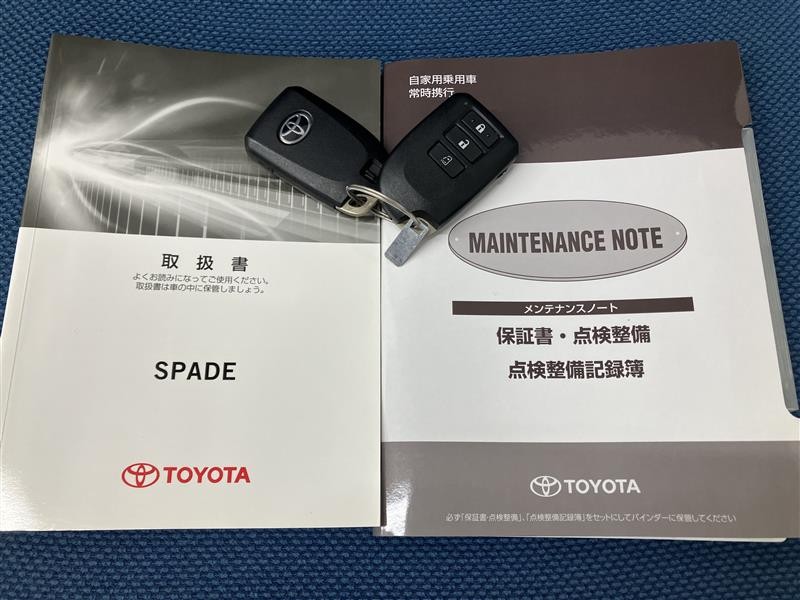 取扱書
よくお読みになってご使用ください。
取扱書は車の中に保管しましょう。
SPADE
TOYOTA
自家用乗用車
常時携行
MAINTENANCE NOTE
メンテナンスノート
保証書・点検整備
点検整備記録簿
TOYOTA
必ず「保証書・点検整備」、「点検整備記録簿」をセットにしてバインダーに保管してください